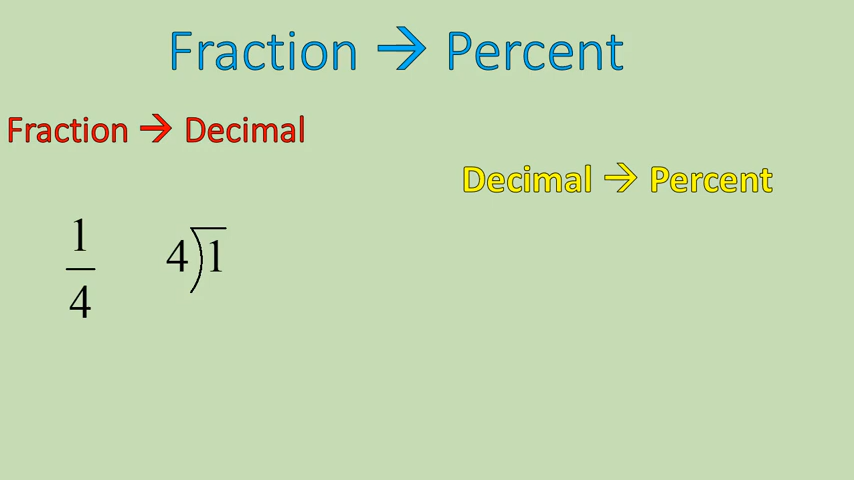 Fraction → Percent
Fraction → Decimal
Decimal → Percent
1
4
4)1